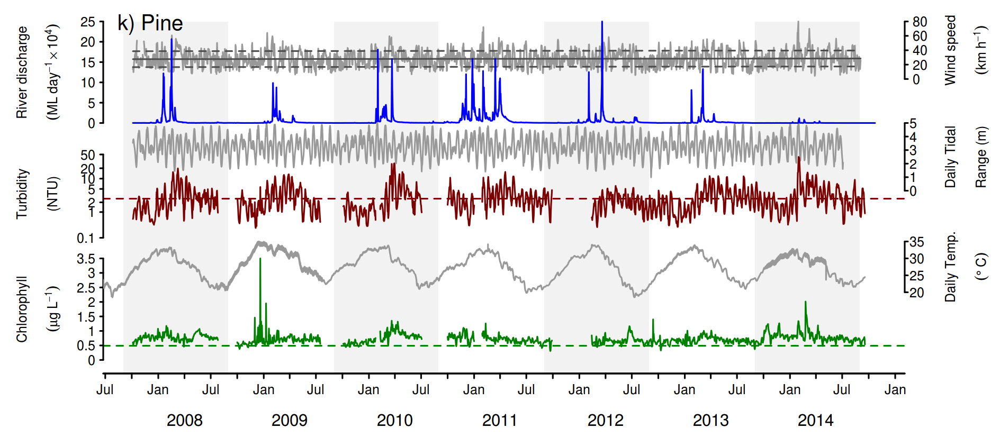 k) Pine
River discharge
(ML day⁻¹ × 10⁴)
25
20
15
10
5
0
Wind speed
(km h⁻¹)
80
60
40
20
0
Daily Tidal
Range (m)
5
4
3
2
1
0
Turbidity
(NTU)
50
20
10
5
2
1
0.1
Daily Temp.
(° C)
35
30
25
20
Chlorophyll
(μg L⁻¹)
3.5
3
2.5
2
1.5
1
0.5
0
Jul Jan Jul Jan Jul Jan Jul Jan Jul Jan Jul Jan Jul Jan Jul Jan
2008 2009 2010 2011 2012 2013 2014